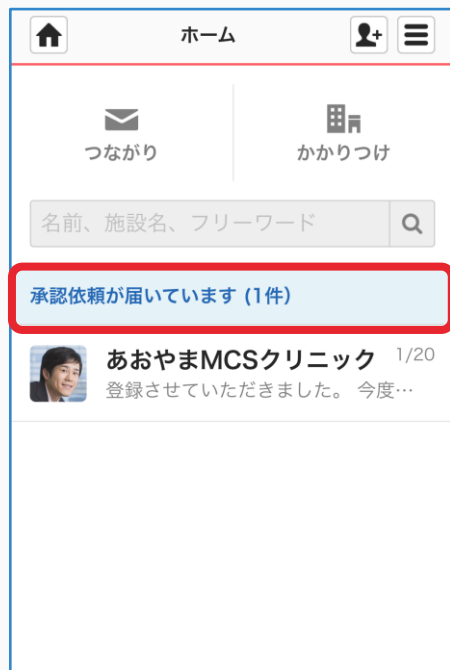 ホーム
つながり
かかりつけ
名前、施設名、フリーワード
承認依頼が届いています (1件)
あおやまMCSクリニック 1/20
登録させていただきました。 今度…